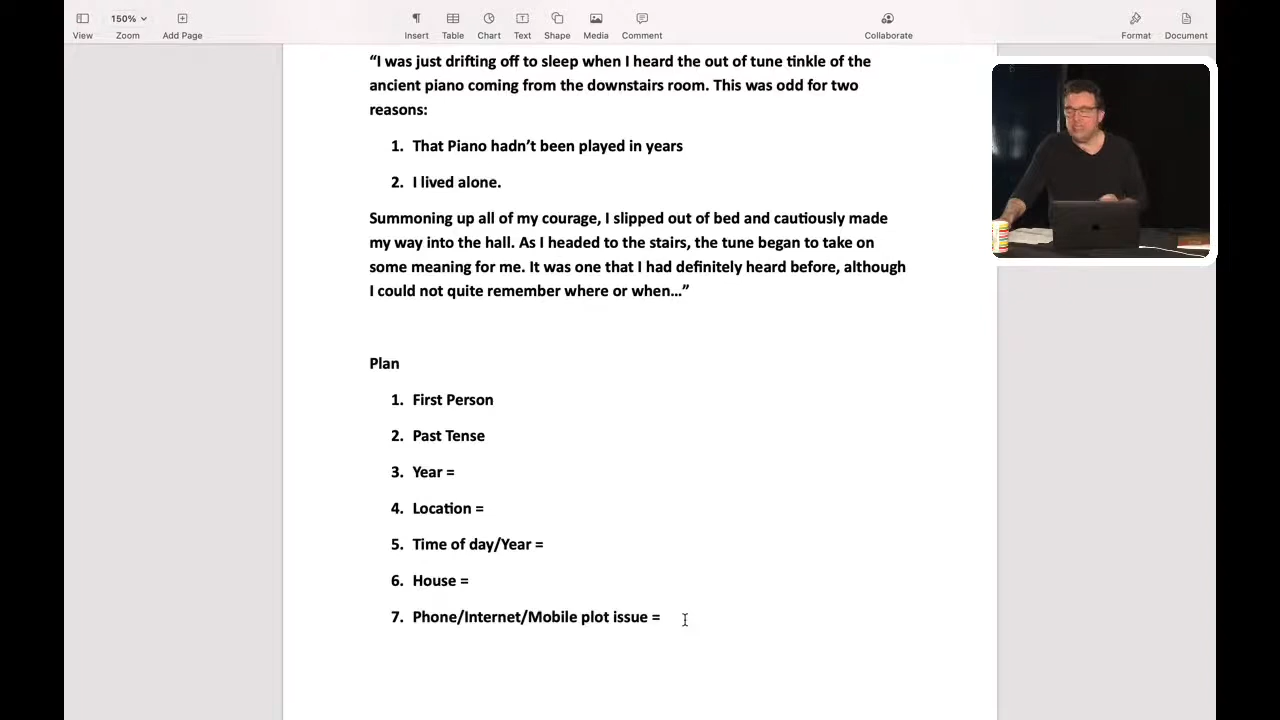 150%
View
Zoom
Add Page
Insert
Table
Chart
Text
Shape
Media
Comment
Collaborate
Format
Document
“I was just drifting off to sleep when I heard the out of tune tinkle of the
ancient piano coming from the downstairs room. This was odd for two
reasons:
1. That Piano hadn’t been played in years
2. I lived alone.
Summoning up all of my courage, I slipped out of bed and cautiously made
my way into the hall. As I headed to the stairs, the tune began to take on
some meaning for me. It was one that I had definitely heard before, although
I could not quite remember where or when…”
Plan
1. First Person
2. Past Tense
3. Year =
4. Location =
5. Time of day/Year =
6. House =
7. Phone/Internet/Mobile plot issue =